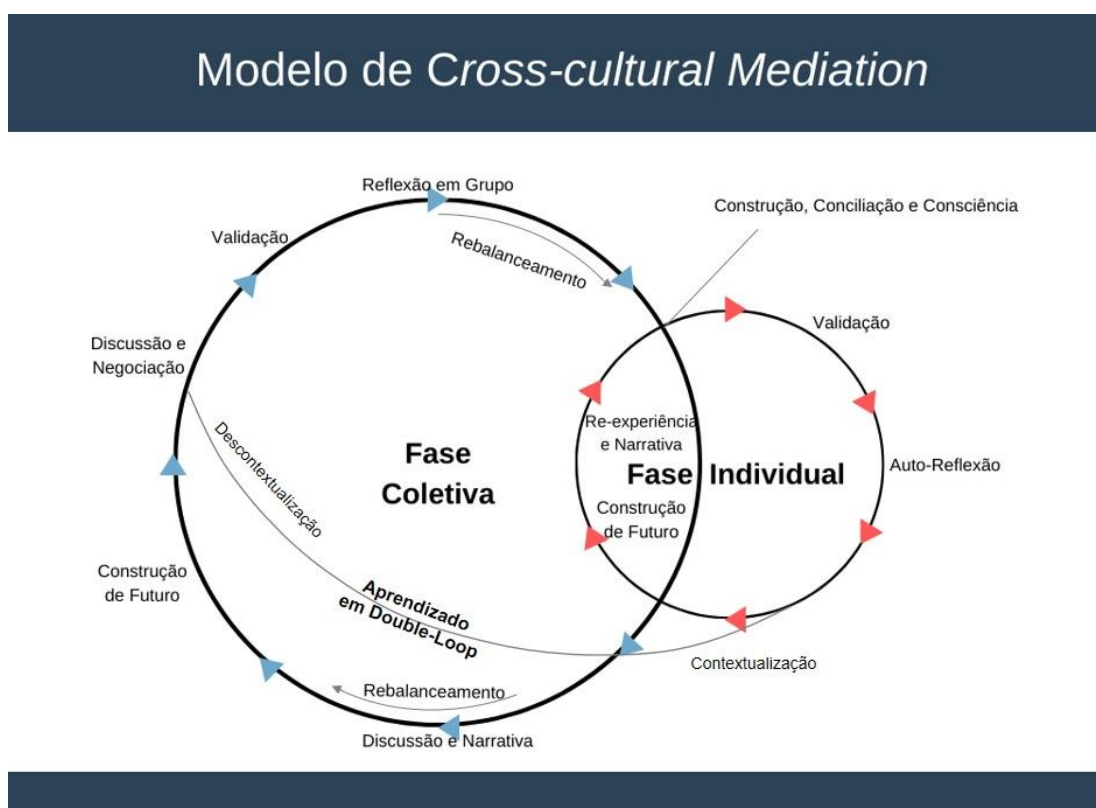 Modelo de Cross-cultural Mediation
Reflexão em Grupo
Construção, Conciliação e Consciência
Validação
Rebalanceamento
Validação
Discussão e
Negociação
Re-experiência
e Narrativa
Descontextualização
Fase
Coletiva
Fase Individual
Auto-Reflexão
Construção
de Futuro
Construção
de Futuro
Aprendizado
em Double-Loop
Contextualização
Rebalanceamento
Discussão e Narrativa